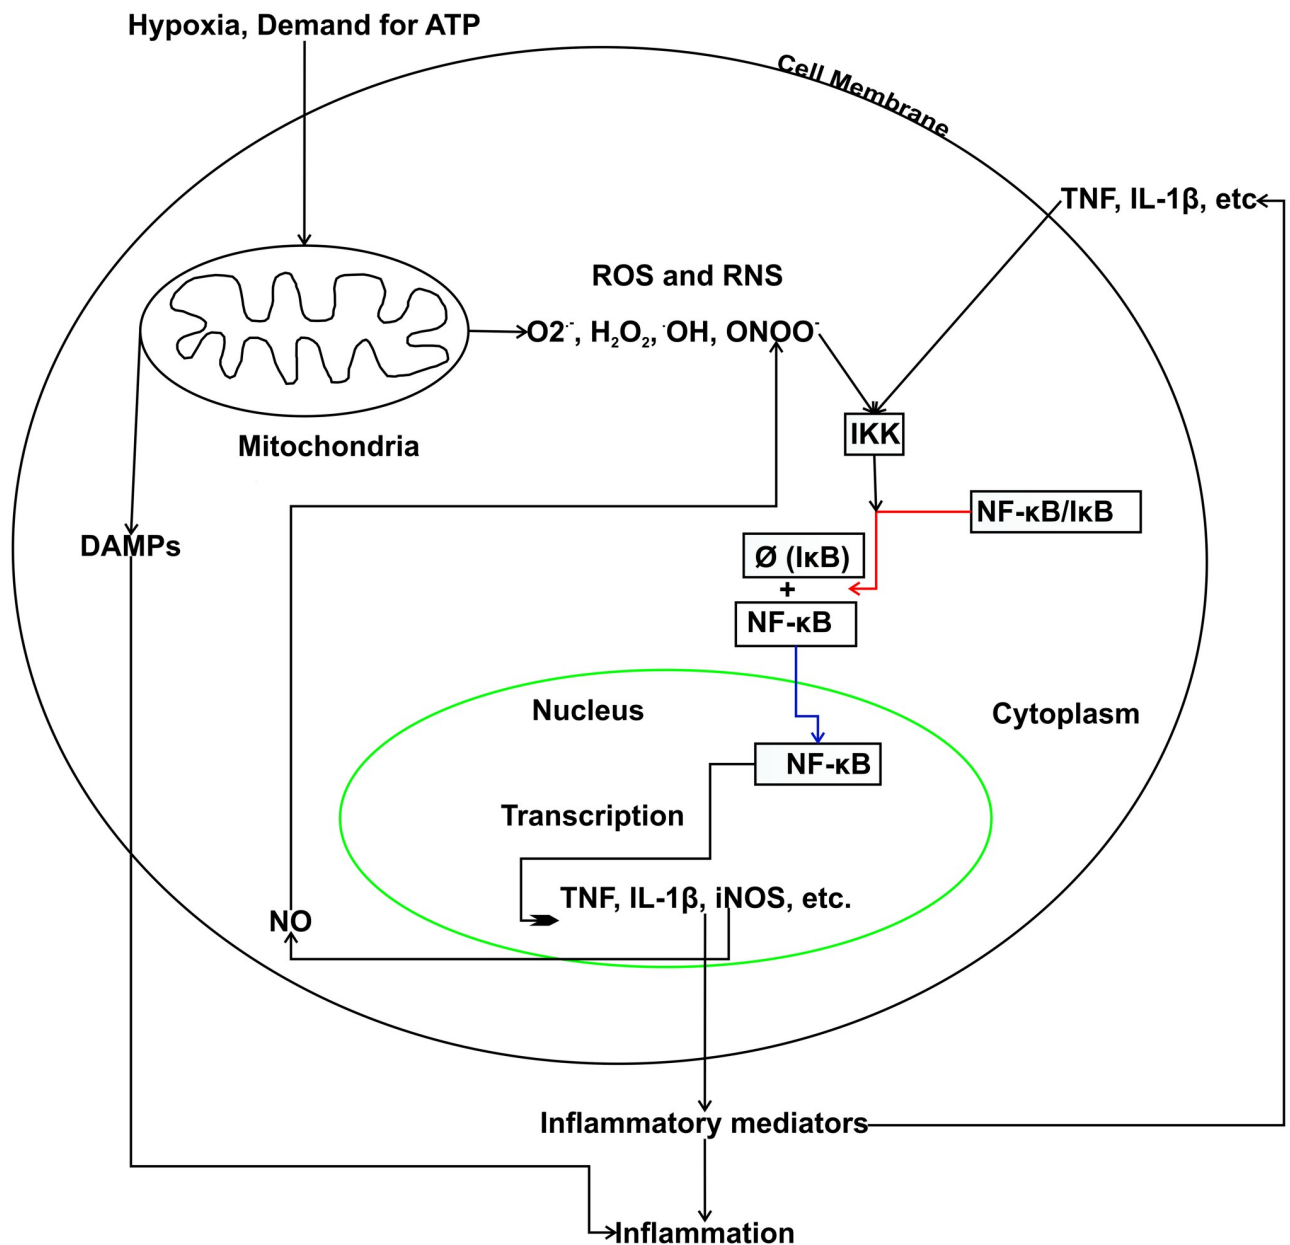 Hypoxia, Demand for ATP
Cell Membrane
TNF, IL-1β, etc
ROS and RNS
O2˙⁻, H₂O₂, ˙OH, ONOO⁻
IKK
Mitochondria
NF-κB/IκB
DAMPs
Ø (IκB)
+
NF-κB
Nucleus
Cytoplasm
NF-κB
Transcription
TNF, IL-1β, iNOS, etc.
NO
Inflammatory mediators
Inflammation